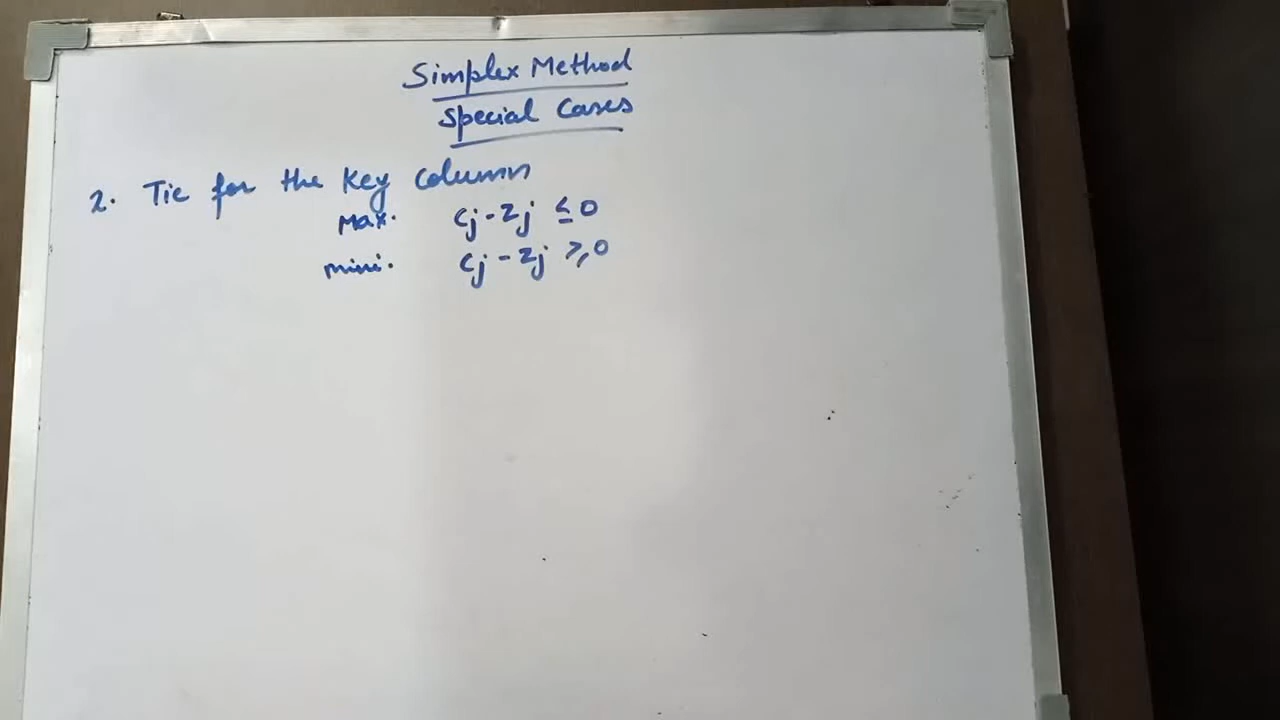 Simplex Method
Special Cases
2. Tie for the Key Column
Max. Cj - Zj ≤ 0
mini. Cj - Zj ≥ 0